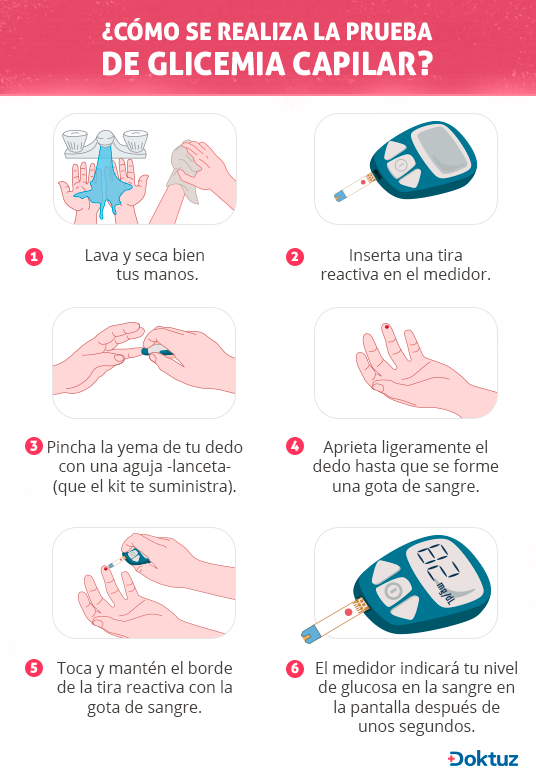 ¿CÓMO SE REALIZA LA PRUEBA
DE GLICEMIA CAPILAR?
1
Lava y seca bien
tus manos.
2
Inserta una tira
reactiva en el medidor.
3
Pincha la yema de tu dedo
con una aguja -lanceta-
(que el kit te suministra).
4
Aprieta ligeramente el
dedo hasta que se forme
una gota de sangre.
5
Toca y mantén el borde
de la tira reactiva con la
gota de sangre.
82
mg/dL
6
El medidor indicará tu nivel
de glucosa en la sangre en
la pantalla después de
unos segundos.
Doktuz